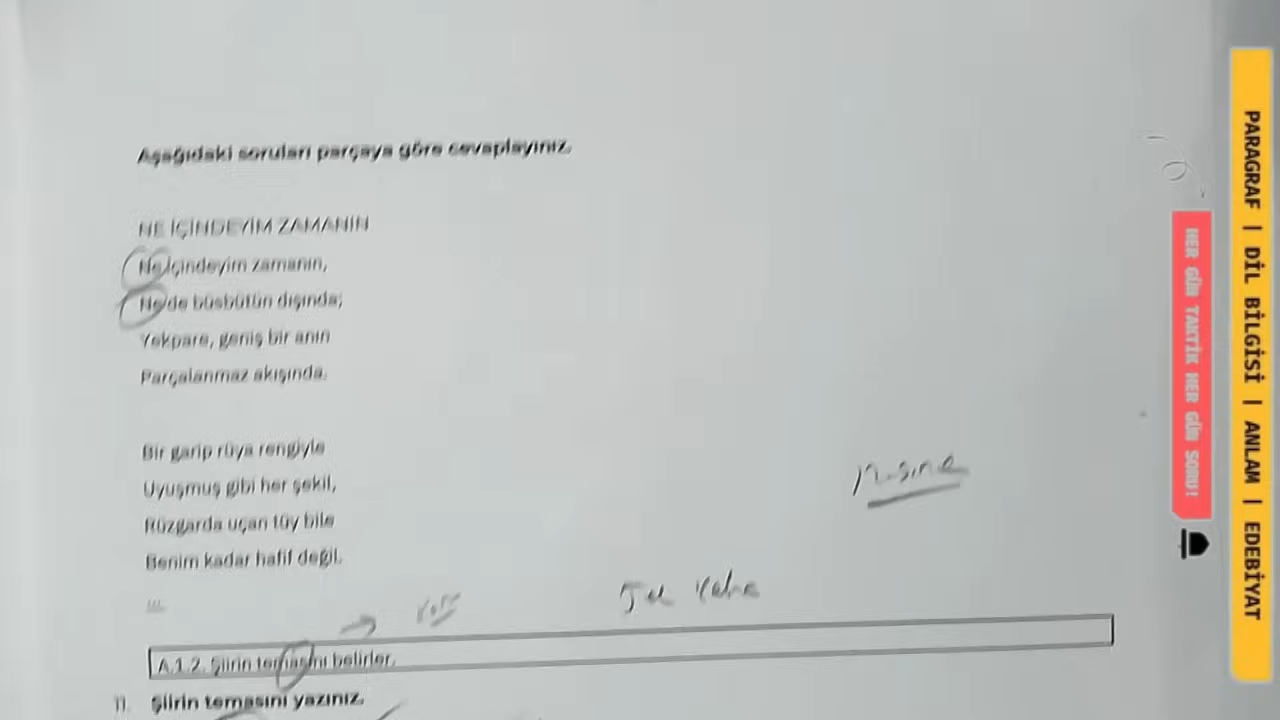 Aşağıdaki soruları parçaya göre cevaplayınız.
NE İÇİNDEYİM ZAMANIN
Ne içindeyim zamanın,
Ne de büsbütün dışında;
Yekpare, geniş bir anın
Parçalanmaz akışında.
Bir garip rüya rengiyle
Uyuşmuş gibi her şekil,
Rüzgarda uçan tüy bile
Benim kadar hafif değil.
...
A.1.2. Şiirin temasını belirler.
11. Şiirin temasını yazınız.
PARAGRAF | DİL BİLGİSİ | ANLAM | EDEBİYAT
HER GÜN TAKTİK HER GÜN SORU!